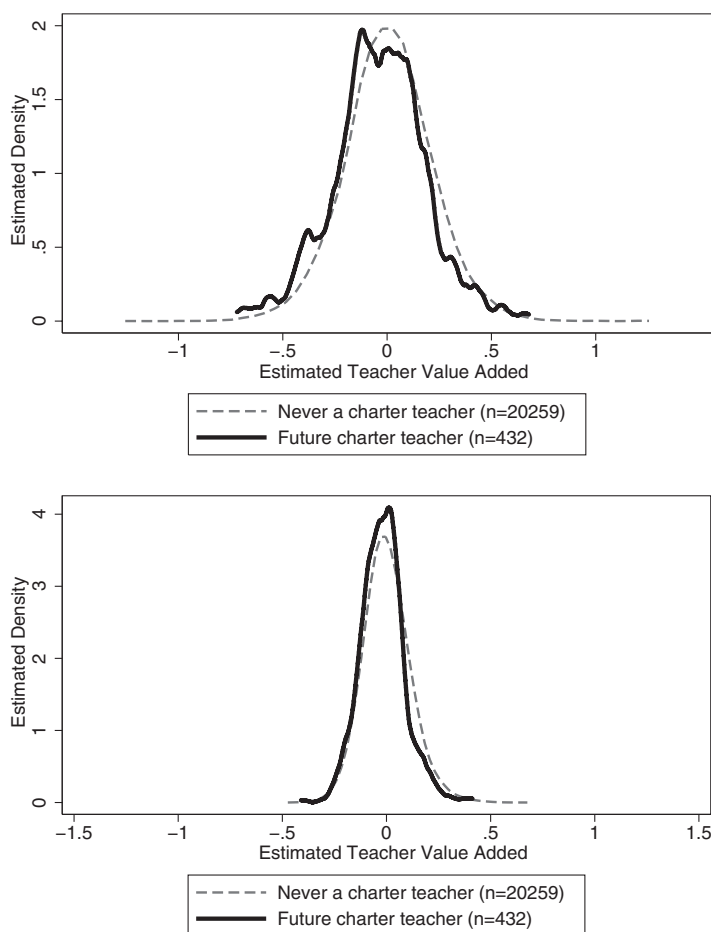 2
1.5
1
.5
0
Estimated Density
−1
−.5
0
.5
1
Estimated Teacher Value Added
Never a charter teacher (n=20259)
Future charter teacher (n=432)
4
3
2
1
0
Estimated Density
−1.5
−1
−.5
0
.5
1
1.5
Estimated Teacher Value Added
Never a charter teacher (n=20259)
Future charter teacher (n=432)